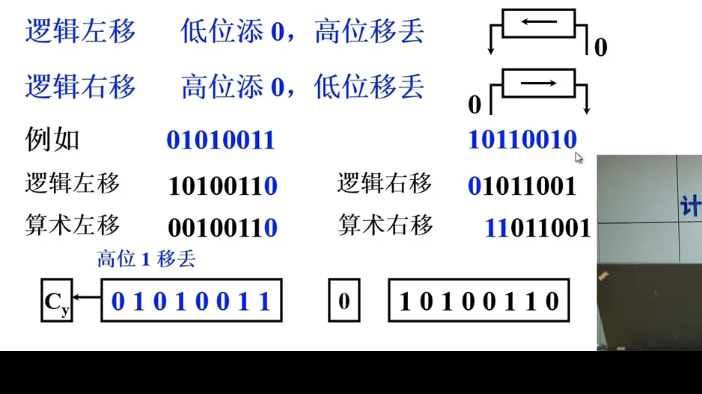 逻辑左移 低位添 0，高位移丢
0
逻辑右移 高位添 0，低位移丢
0
例如 01010011 10110010
逻辑左移 10100110 逻辑右移 01011001
算术左移 00100110 算术右移 11011001
高位 1 移丢
Cy 0 1 0 1 0 0 1 1 0 1 0 1 0 0 1 1 0
计